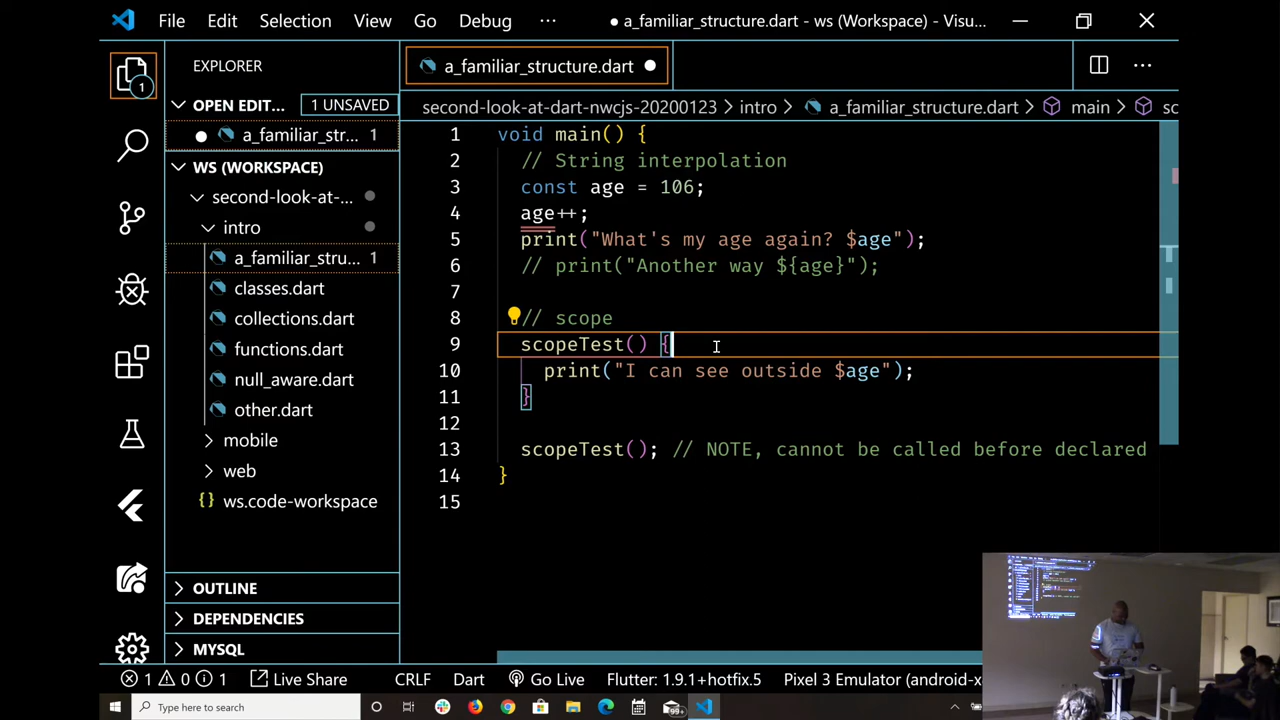 File Edit Selection View Go Debug ··· ● a_familiar_structure.dart - ws (Workspace) - Visu...
EXPLORER
OPEN EDIT... 1 UNSAVED
● a_familiar_str... 1
WS (WORKSPACE)
second-look-at-...
intro
a_familiar_stru... 1
classes.dart
collections.dart
functions.dart
null_aware.dart
other.dart
mobile
web
{} ws.code-workspace
OUTLINE
DEPENDENCIES
MYSQL
1
a_familiar_structure.dart ●
second-look-at-dart-nwcjs-20200123 > intro > a_familiar_structure.dart > main > sc
1 void main() {
2 // String interpolation
3 const age = 106;
4 age++;
5 print("What's my age again? $age");
6 // print("Another way ${age}");
7
8 // scope
9 scopeTest() {
10 print("I can see outside $age");
11 }
12
13 scopeTest(); // NOTE, cannot be called before declared
14 }
15
1 0 1 Live Share CRLF Dart Go Live Flutter: 1.9.1+hotfix.5 Pixel 3 Emulator (android-x
Type here to search 99+